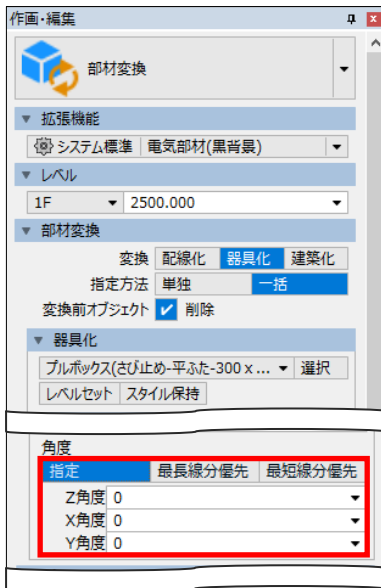 作画・編集
部材変換
拡張機能
システム標準 電気部材(黒背景)
レベル
1F 2500.000
部材変換
変換 配線化 器具化 建築化
指定方法 単独 一括
変換前オブジェクト 削除
器具化
プルボックス(さび止め-平ふた-300 x ... 選択
レベルセット スタイル保持
角度
指定 最長線分優先 最短線分優先
Z角度 0
X角度 0
Y角度 0